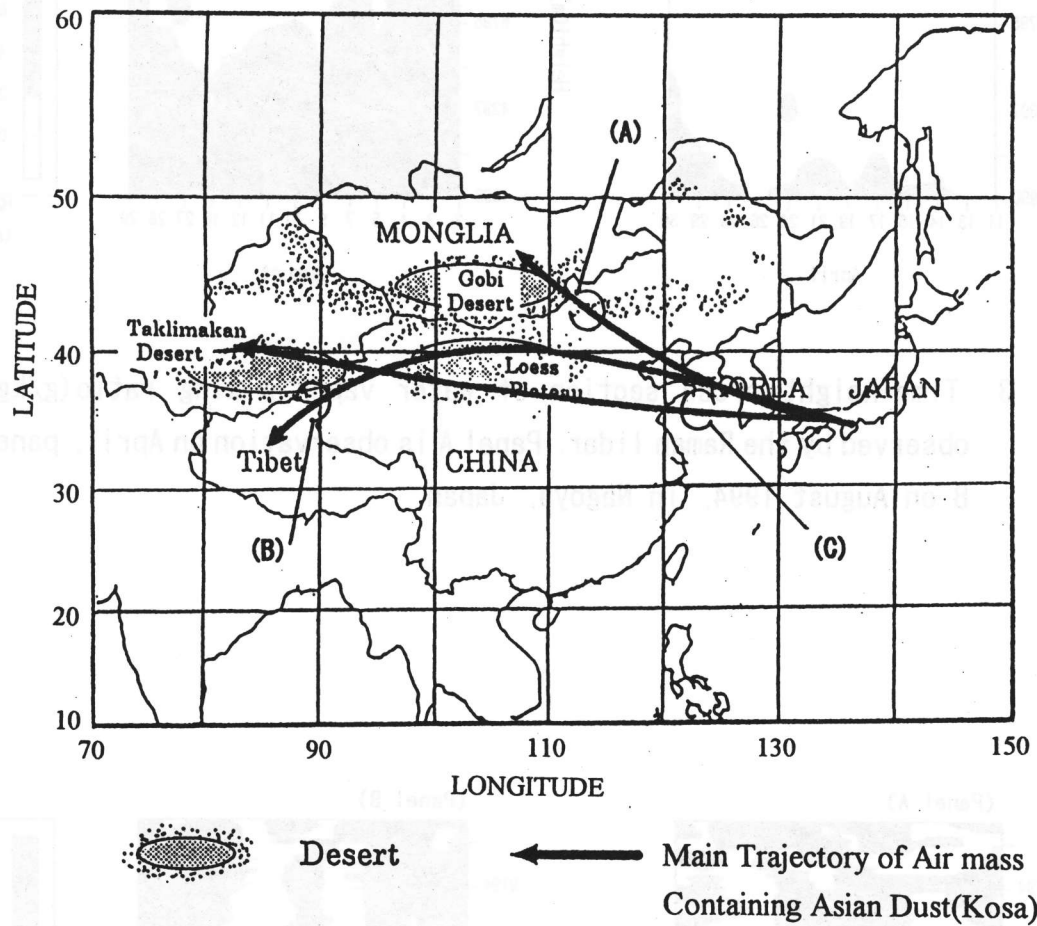 60
50
40
30
20
10
LATITUDE
(A)
MONGLIA
Gobi
Desert
Taklimakan
Desert
Loess
Plateau
KOREA
JAPAN
Tibet
CHINA
(B)
(C)
70
90
110
130
150
LONGITUDE
Desert
Main Trajectory of Air mass
Containing Asian Dust(Kosa)